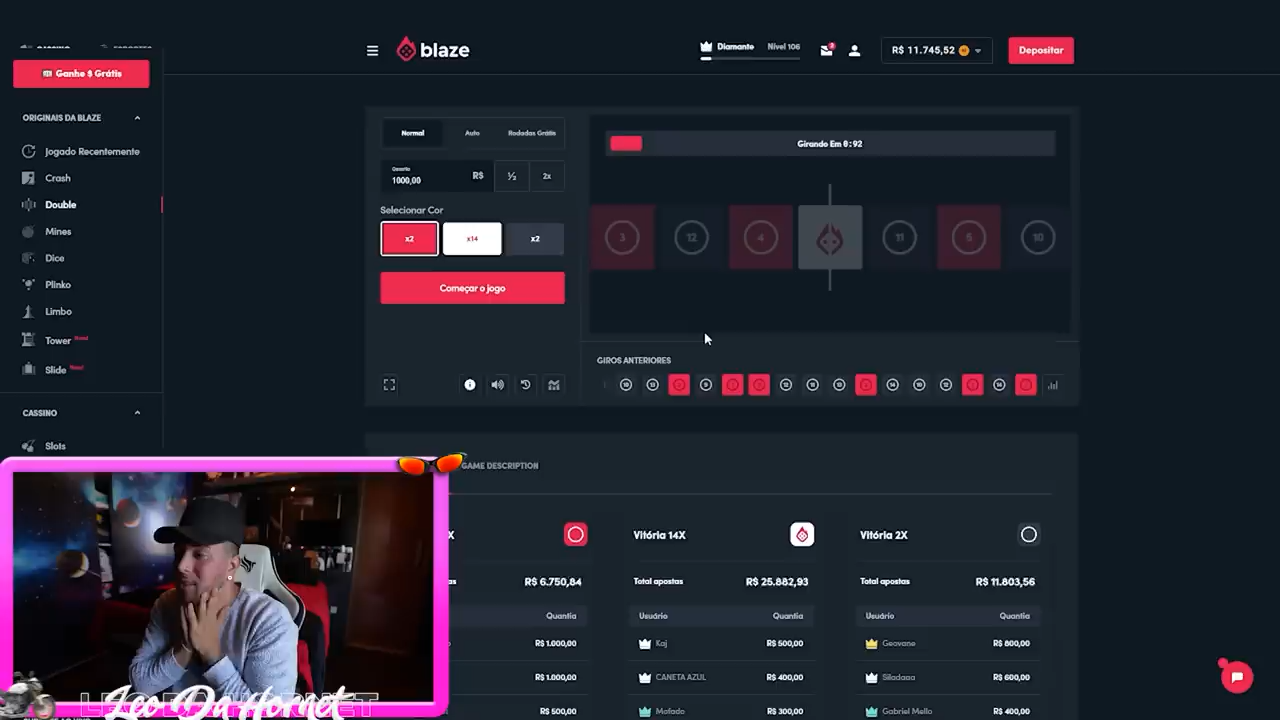 blaze
Diamante
Nível 106
R$ 11.745,52
Depositar
Ganhe $ Grátis
ORIGINAIS DA BLAZE
Jogado Recentemente
Crash
Double
Mines
Dice
Plinko
Limbo
Tower
Slide
CASSINO
Slots
Normal
Auto
Rodadas Grátis
Quantia
1000,00
R$
½
2x
Selecionar Cor
x2
x14
x2
Começar o jogo
Girando Em 0:92
3
12
4
11
5
10
GIROS ANTERIORES
GAME DESCRIPTION
X
R$ 6.750,84
Quantia
R$ 1.000,00
R$ 1.000,00
R$ 500,00
Vitória 14X
Total apostas
R$ 25.882,93
Usuário
Quantia
Kaj
R$ 500,00
CANETA AZUL
R$ 400,00
Mofado
R$ 300,00
Vitória 2X
Total apostas
R$ 11.803,56
Usuário
Quantia
Geovane
R$ 800,00
Siladaaa
R$ 600,00
Gabriel Mello
R$ 400,00
Leo Da Hornet